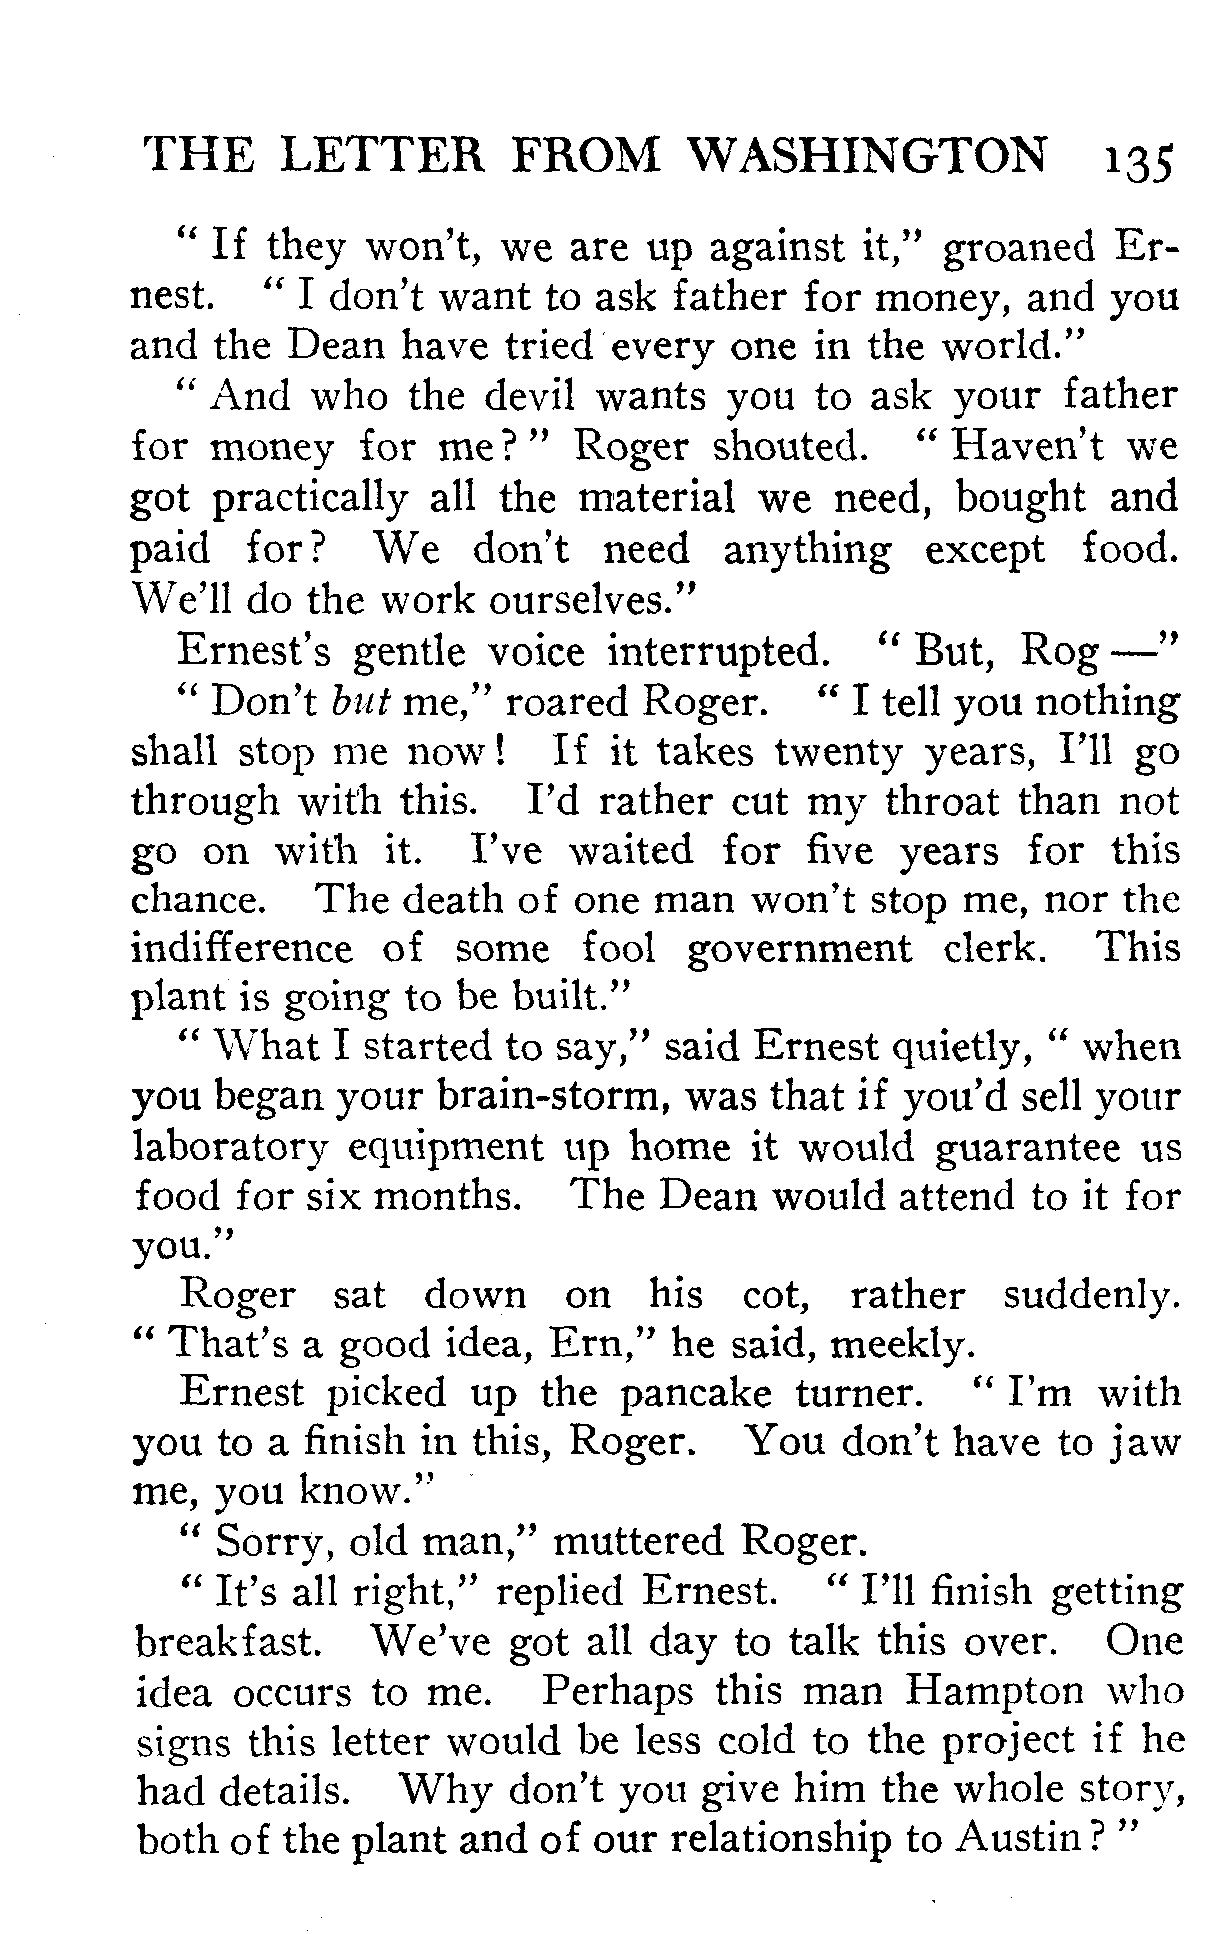 THE LETTER FROM WASHINGTON 135
" If they won't, we are up against it," groaned Er-
nest. " I don't want to ask father for money, and you
and the Dean have tried every one in the world."
" And who the devil wants you to ask your father
for money for me? " Roger shouted. " Haven't we
got practically all the material we need, bought and
paid for? We don't need anything except food.
We'll do the work ourselves."
Ernest's gentle voice interrupted. " But, Rog —"
" Don't but me," roared Roger. " I tell you nothing
shall stop me now! If it takes twenty years, I'll go
through with this. I'd rather cut my throat than not
go on with it. I've waited for five years for this
chance. The death of one man won't stop me, nor the
indifference of some fool government clerk. This
plant is going to be built."
" What I started to say," said Ernest quietly, " when
you began your brain-storm, was that if you'd sell your
laboratory equipment up home it would guarantee us
food for six months. The Dean would attend to it for
you."
Roger sat down on his cot, rather suddenly.
" That's a good idea, Ern," he said, meekly.
Ernest picked up the pancake turner. " I'm with
you to a finish in this, Roger. You don't have to jaw
me, you know."
" Sorry, old man," muttered Roger.
" It's all right," replied Ernest. " I'll finish getting
breakfast. We've got all day to talk this over. One
idea occurs to me. Perhaps this man Hampton who
signs this letter would be less cold to the project if he
had details. Why don't you give him the whole story,
both of the plant and of our relationship to Austin? "